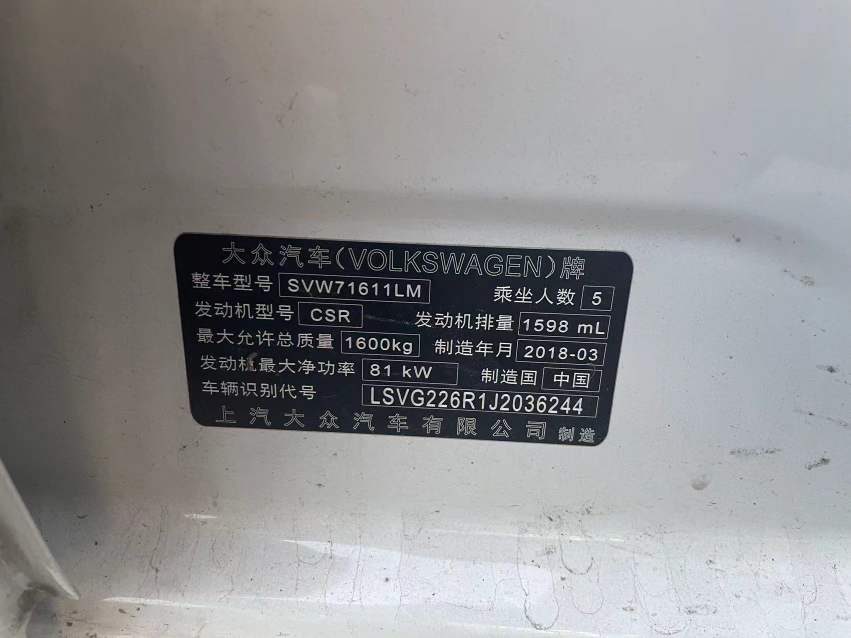 大众汽车(VOLKSWAGEN)牌
整车型号 SVW71611LM 乘坐人数 5
发动机型号 CSR 发动机排量 1598 mL
最大允许总质量 1600kg 制造年月 2018-03
发动机最大净功率 81 kW 制造国 中国
车辆识别代号 LSVG226R1J2036244
上汽大众汽车有限公司 制造